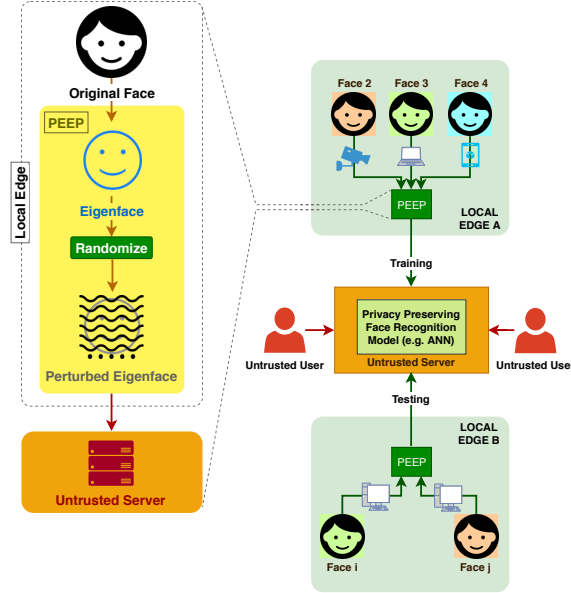 Original Face
PEEP
Eigenface
Randomize
Perturbed Eigenface
Local Edge
Untrusted Server
Face 2
Face 3
Face 4
PEEP
LOCAL
EDGE A
Training
Privacy Preserving
Face Recognition
Model (e.g. ANN)
Untrusted Server
Untrusted User
Untrusted Use
Testing
LOCAL
EDGE B
PEEP
Face i
Face j